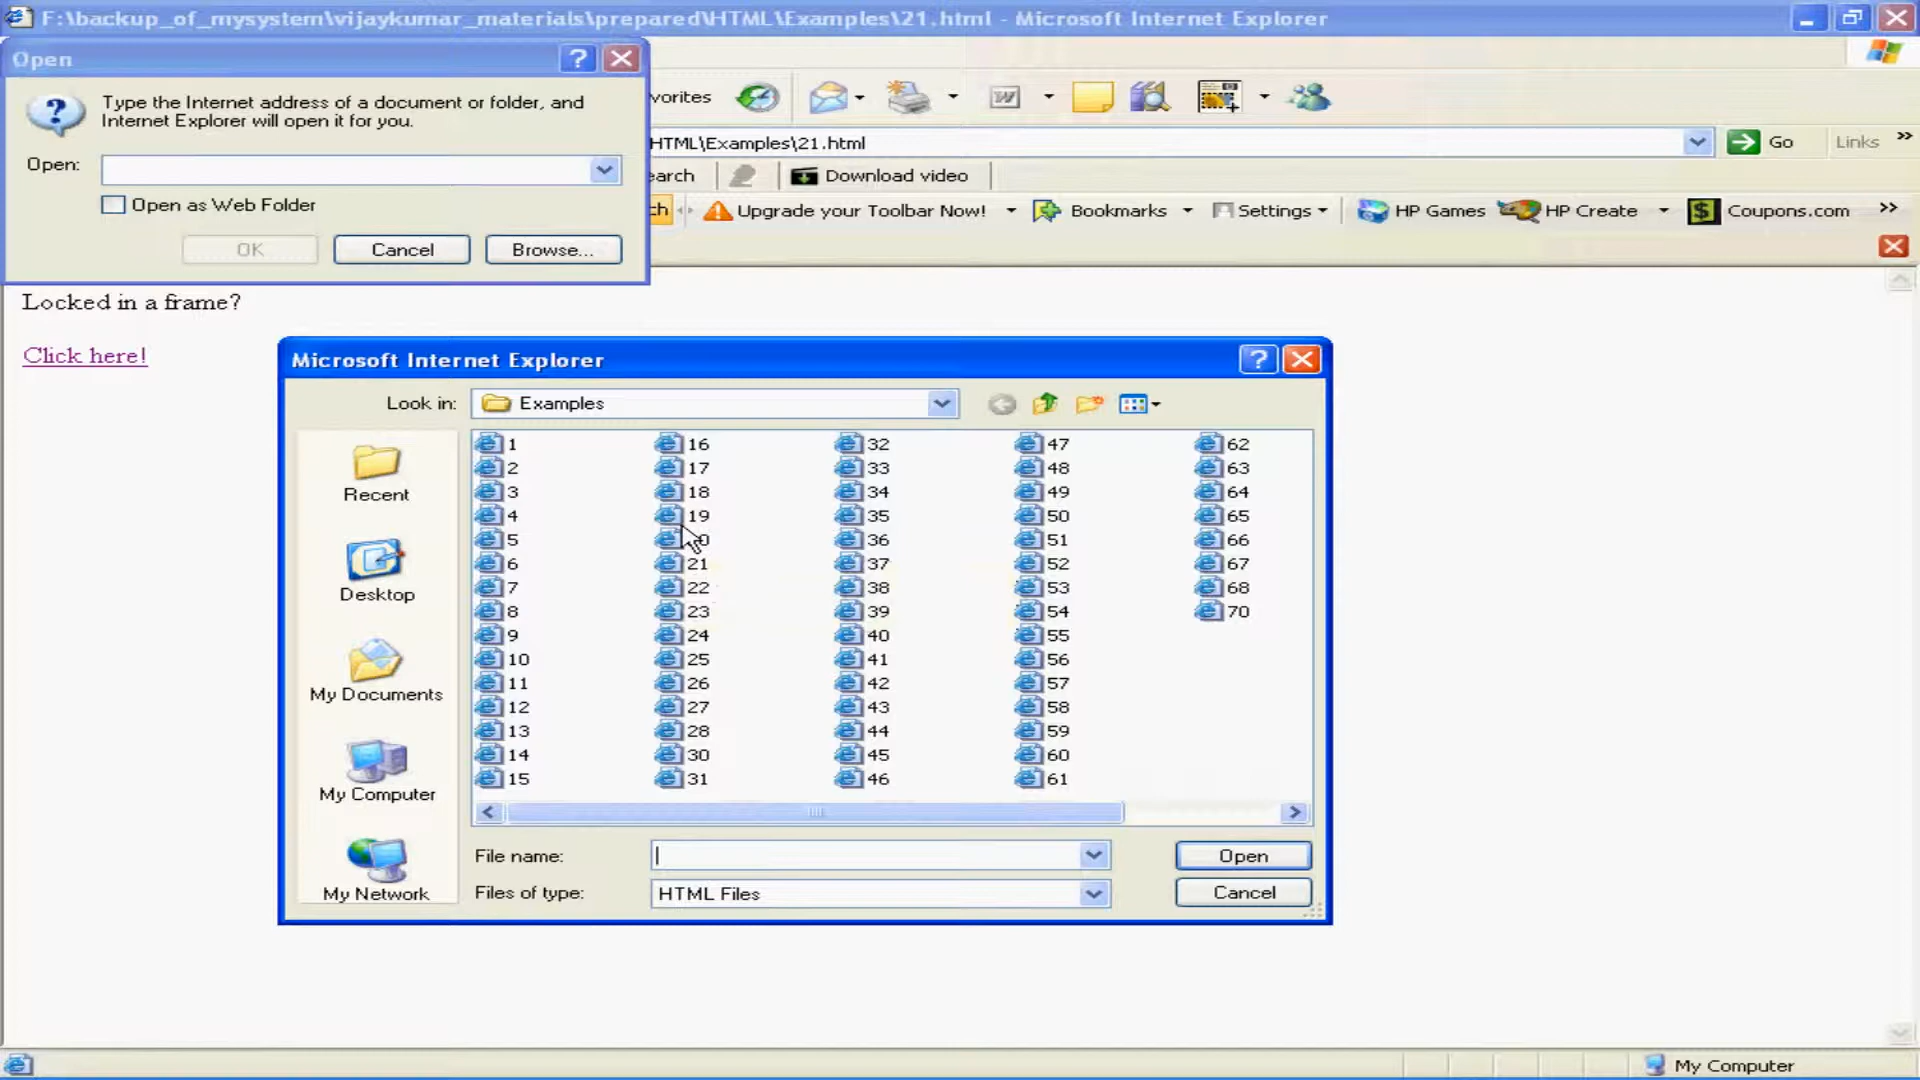 F:\backup_of_mysystem\vijaykumar_materials\prepared\HTML\Examples\21.html - Microsoft Internet Explorer
Open
Type the Internet address of a document or folder, and
Internet Explorer will open it for you.
Open:
Open as Web Folder
OK Cancel Browse...
vorites
HTML\Examples\21.html Go Links
earch Download video
ch Upgrade your Toolbar Now! Bookmarks Settings HP Games HP Create Coupons.com
Locked in a frame?
Click here!
Microsoft Internet Explorer
Look in: Examples
Recent
Desktop
My Documents
My Computer
My Network
1 16 32 47 62
2 17 33 48 63
3 18 34 49 64
4 19 35 50 65
5 0 36 51 66
6 21 37 52 67
7 22 38 53 68
8 23 39 54 70
9 24 40 55
10 25 41 56
11 26 42 57
12 27 43 58
13 28 44 59
14 30 45 60
15 31 46 61
File name: Open
Files of type: HTML Files Cancel
My Computer